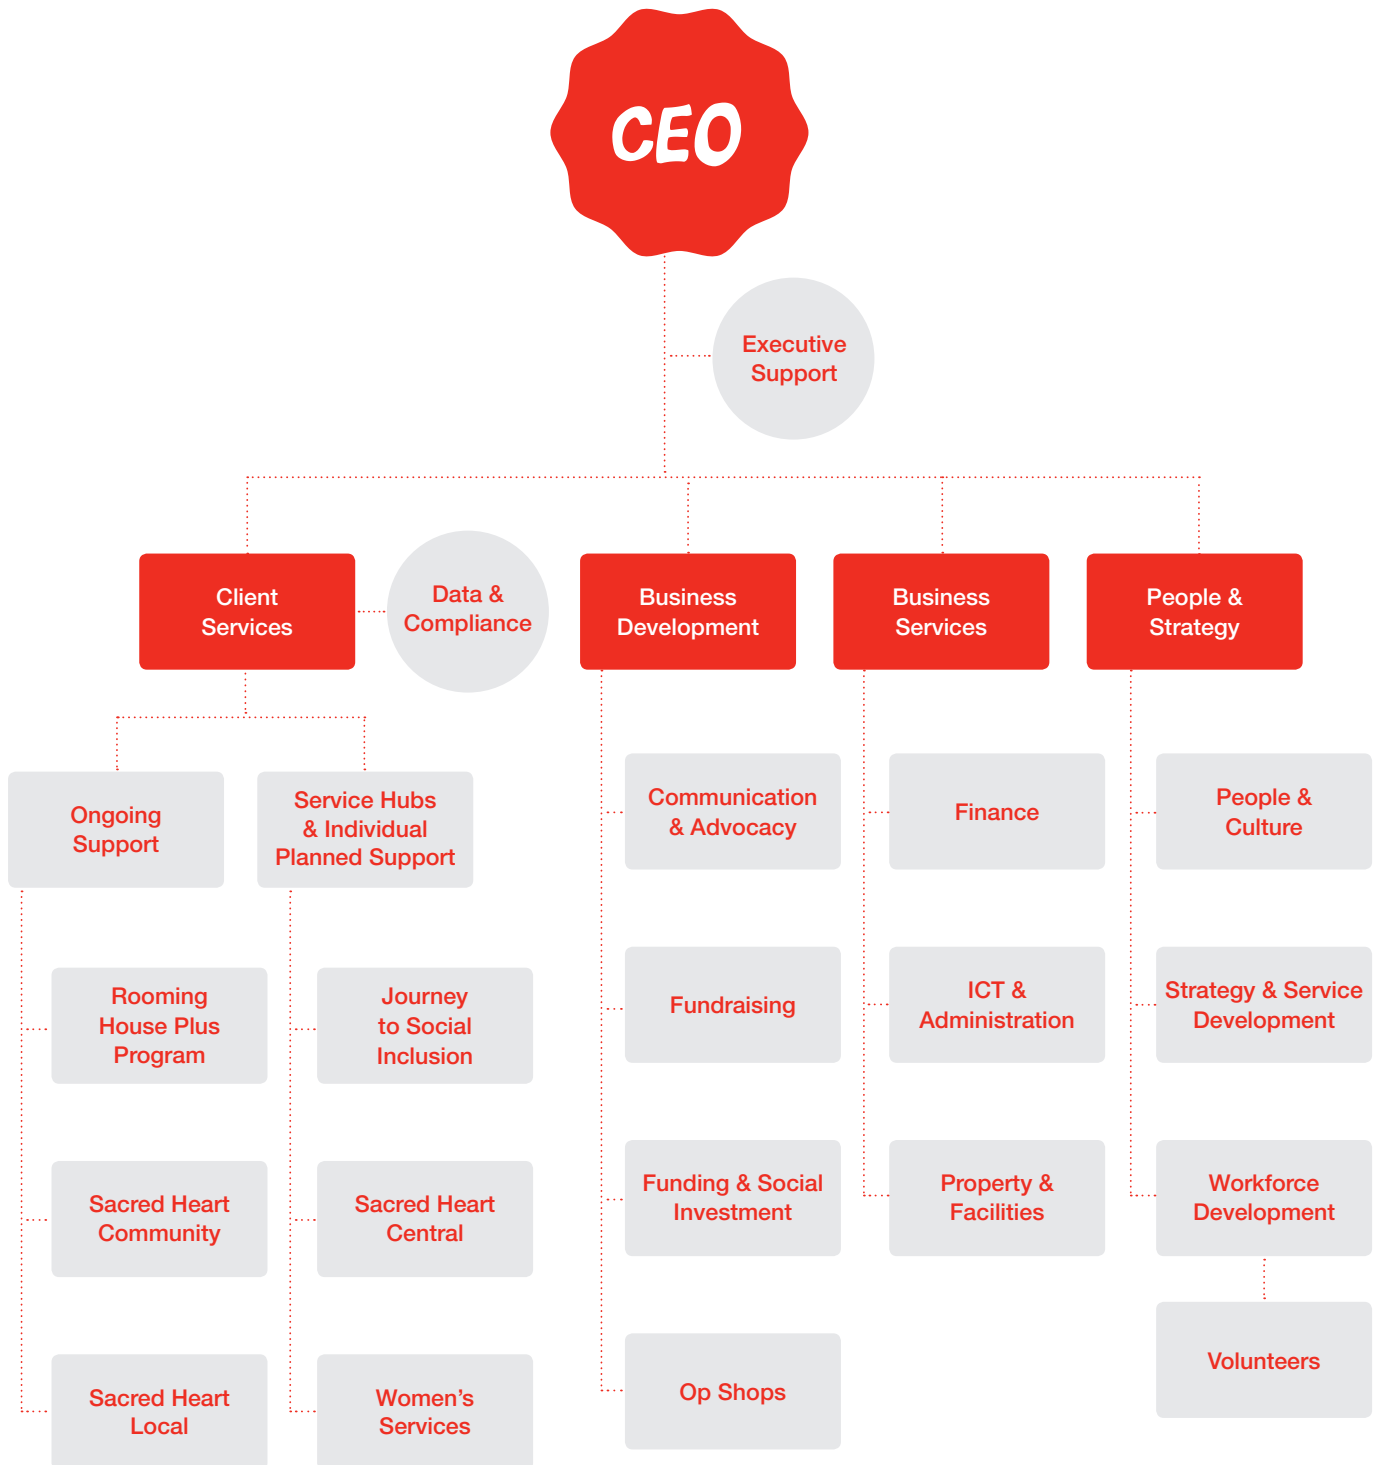 CEO
Executive
Support
Client
Services
Data &
Compliance
Business
Development
Business
Services
People &
Strategy
Ongoing
Support
Service Hubs
& Individual
Planned Support
Communication
& Advocacy
Finance
People &
Culture
Rooming
House Plus
Program
Journey
to Social
Inclusion
Fundraising
ICT &
Administration
Strategy & Service
Development
Sacred Heart
Community
Sacred Heart
Central
Funding & Social
Investment
Property &
Facilities
Workforce
Development
Sacred Heart
Local
Women’s
Services
Op Shops
Volunteers